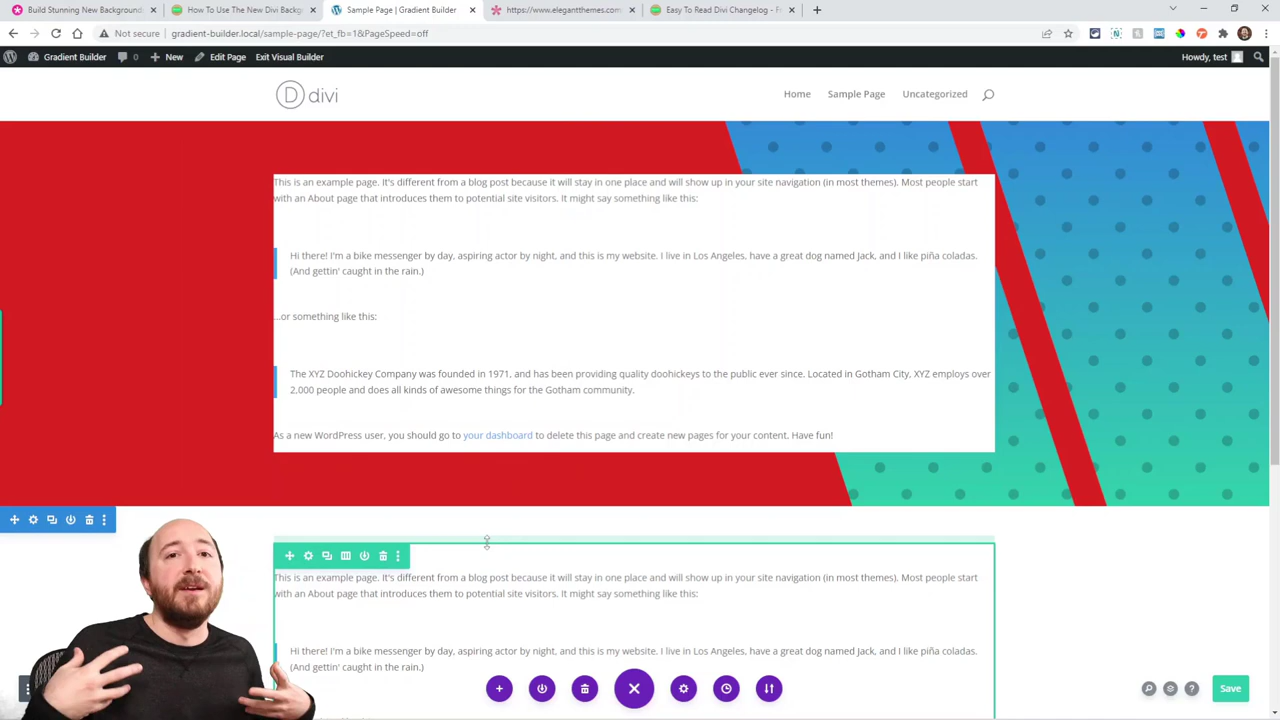 Build Stunning New Background
How To Use The New Divi Backg
Sample Page | Gradient Builder
https://www.elegantthemes.com
Easy To Read Divi Changelog - F
Not secure
gradient-builder.local/sample-page/?et_fb=1&PageSpeed=off
Gradient Builder 0 New Edit Page Exit Visual Builder Howdy, test
D divi Home Sample Page Uncategorized
This is an example page. It's different from a blog post because it will stay in one place and will show up in your site navigation (in most themes). Most people start
with an About page that introduces them to potential site visitors. It might say something like this:
Hi there! I'm a bike messenger by day, aspiring actor by night, and this is my website. I live in Los Angeles, have a great dog named Jack, and I like piña coladas.
(And gettin' caught in the rain.)
...or something like this:
The XYZ Doohickey Company was founded in 1971, and has been providing quality doohickeys to the public ever since. Located in Gotham City, XYZ employs over
2,000 people and does all kinds of awesome things for the Gotham community.
As a new WordPress user, you should go to your dashboard to delete this page and create new pages for your content. Have fun!
This is an example page. It's different from a blog post because it will stay in one place and will show up in your site navigation (in most themes). Most people start
with an About page that introduces them to potential site visitors. It might say something like this:
Hi there! I'm a bike messenger by day, aspiring actor by night, and this is my website. I live in Los Angeles, have a great dog named Jack, and I like piña coladas.
(And gettin' caught in the rain.)
Save